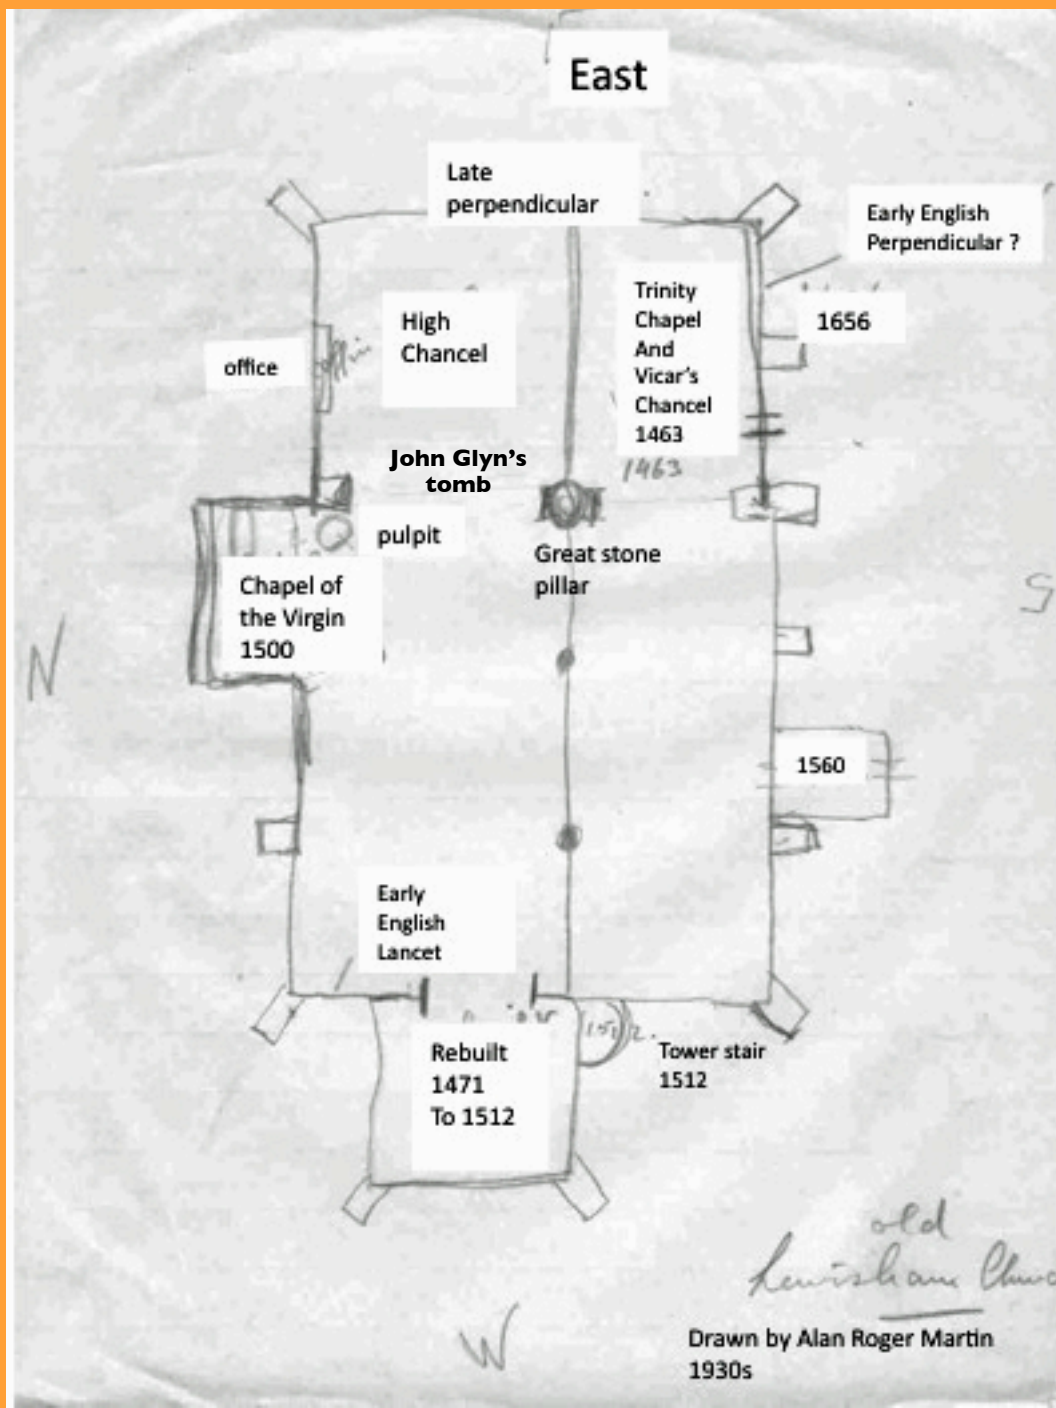 East
Late
perpendicular
Early English
Perpendicular ?
Trinity
Chapel
And
Vicar's
Chancel
1463
1463
1656
High
Chancel
office
John Glyn's
tomb
pulpit
Great stone
pillar
Chapel of
the Virgin
1500
N
S
1560
Early
English
Lancet
Rebuilt
1471
To 1512
1512.
Tower stair
1512
old
Lewisham Churc
W
Drawn by Alan Roger Martin
1930s